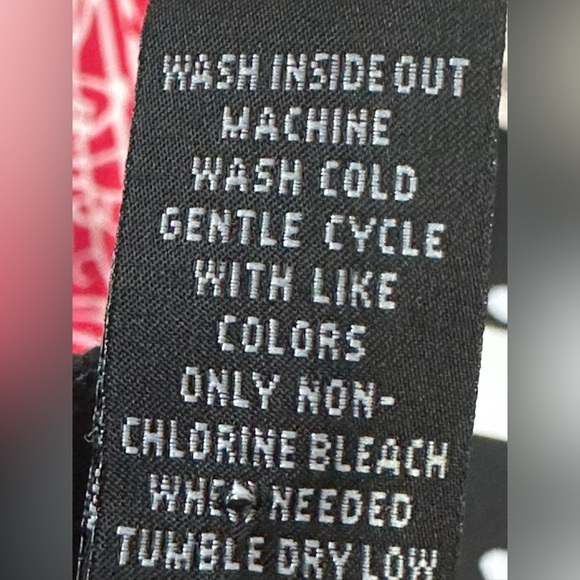 WASH INSIDE OUT
MACHINE
WASH COLD
GENTLE CYCLE
WITH LIKE
COLORS
ONLY NON-
CHLORINE BLEACH
WHEN NEEDED
TUMBLE DRY LOW